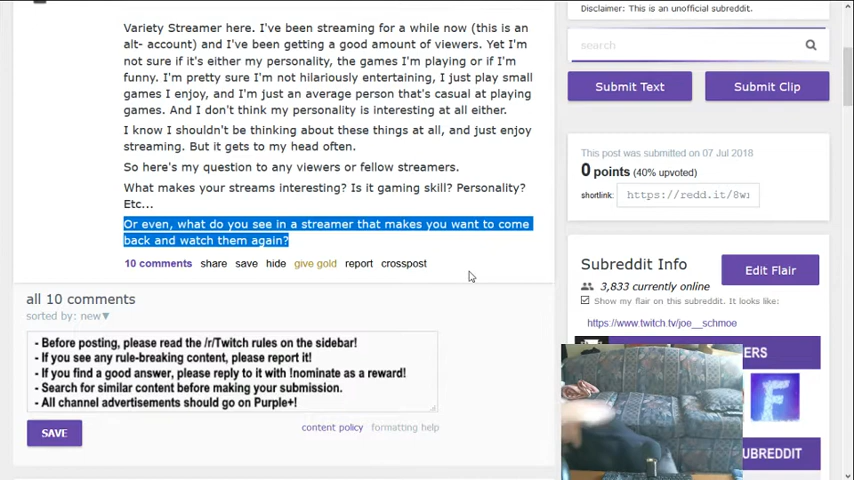 Disclaimer: This is an unofficial subreddit.
Variety Streamer here. I've been streaming for a while now (this is an
alt- account) and I've been getting a good amount of viewers. Yet I'm
not sure if it's either my personality, the games I'm playing or if I'm
funny. I'm pretty sure I'm not hilariously entertaining, I just play small
games I enjoy, and I'm just an average person that's casual at playing
games. And I don't think my personality is interesting at all either.
I know I shouldn't be thinking about these things at all, and just enjoy
streaming. But it gets to my head often.
So here's my question to any viewers or fellow streamers.
What makes your streams interesting? Is it gaming skill? Personality?
Etc...
Or even, what do you see in a streamer that makes you want to come
back and watch them again?
10 comments share save hide give gold report crosspost
all 10 comments
sorted by: new▼
- Before posting, please read the /r/Twitch rules on the sidebar!
- If you see any rule-breaking content, please report it!
- If you find a good answer, please reply to it with !nominate as a reward!
- Search for similar content before making your submission.
- All channel advertisements should go on Purple+!
content policy formatting help
SAVE
search
Submit Text Submit Clip
This post was submitted on 07 Jul 2018
0 points (40% upvoted)
shortlink: https://redd.it/8w
Subreddit Info Edit Flair
3,833 currently online
Show my flair on this subreddit. It looks like:
https://www.twitch.tv/joe__schmoe
ERS
F
UBREDDIT